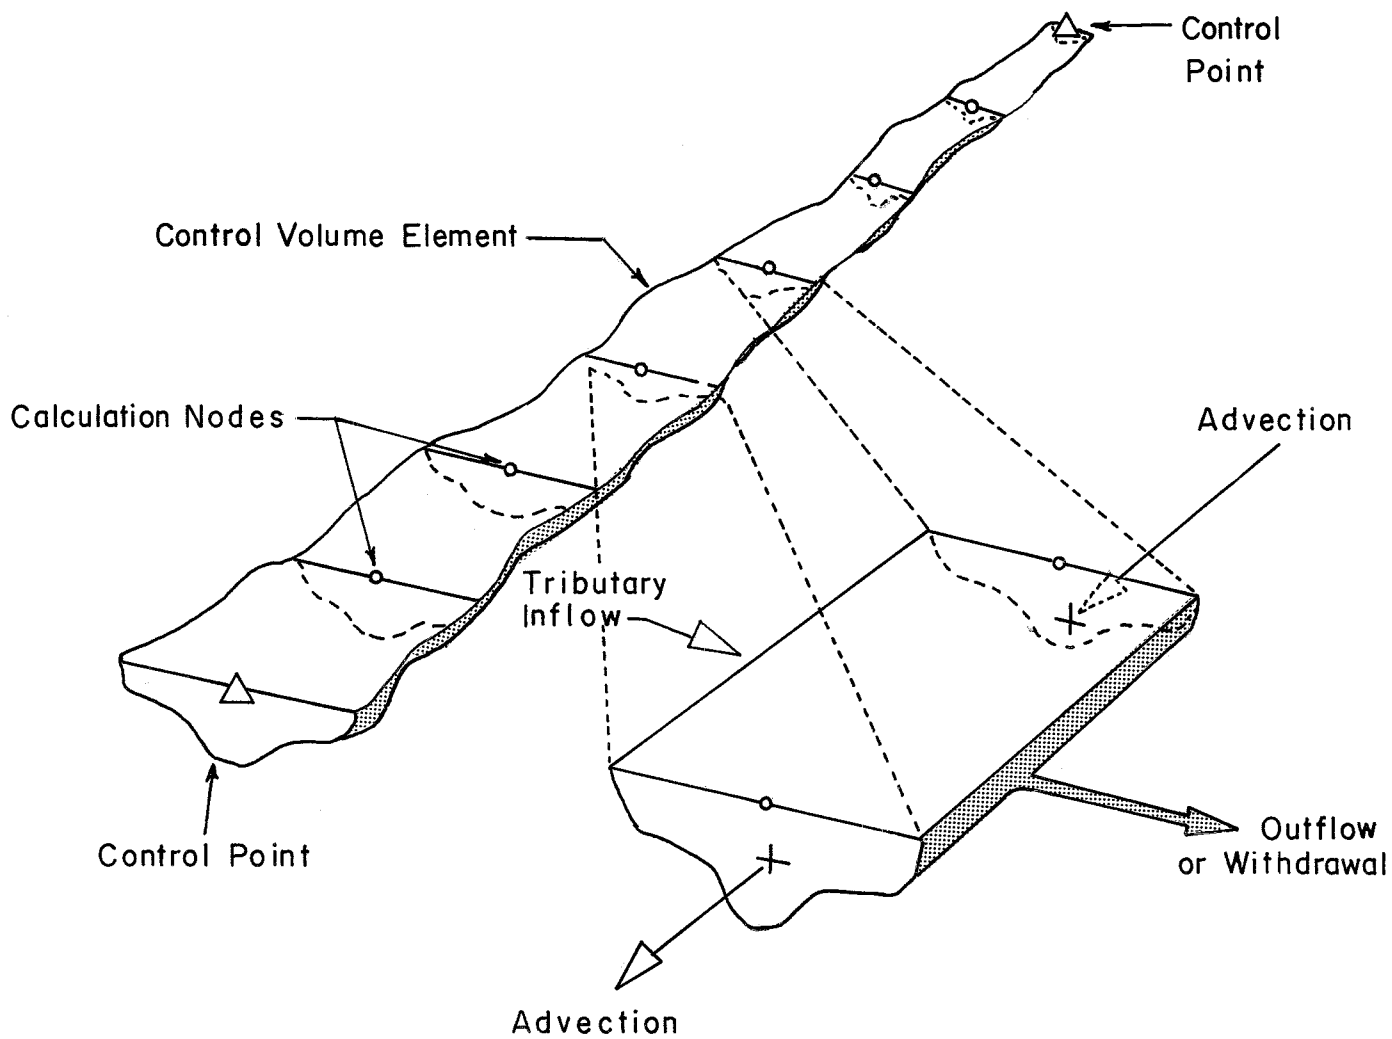 Control
Point
Control Volume Element
Calculation Nodes
Advection
Tributary
Inflow
Control Point
Outflow
or Withdrawal
Advection